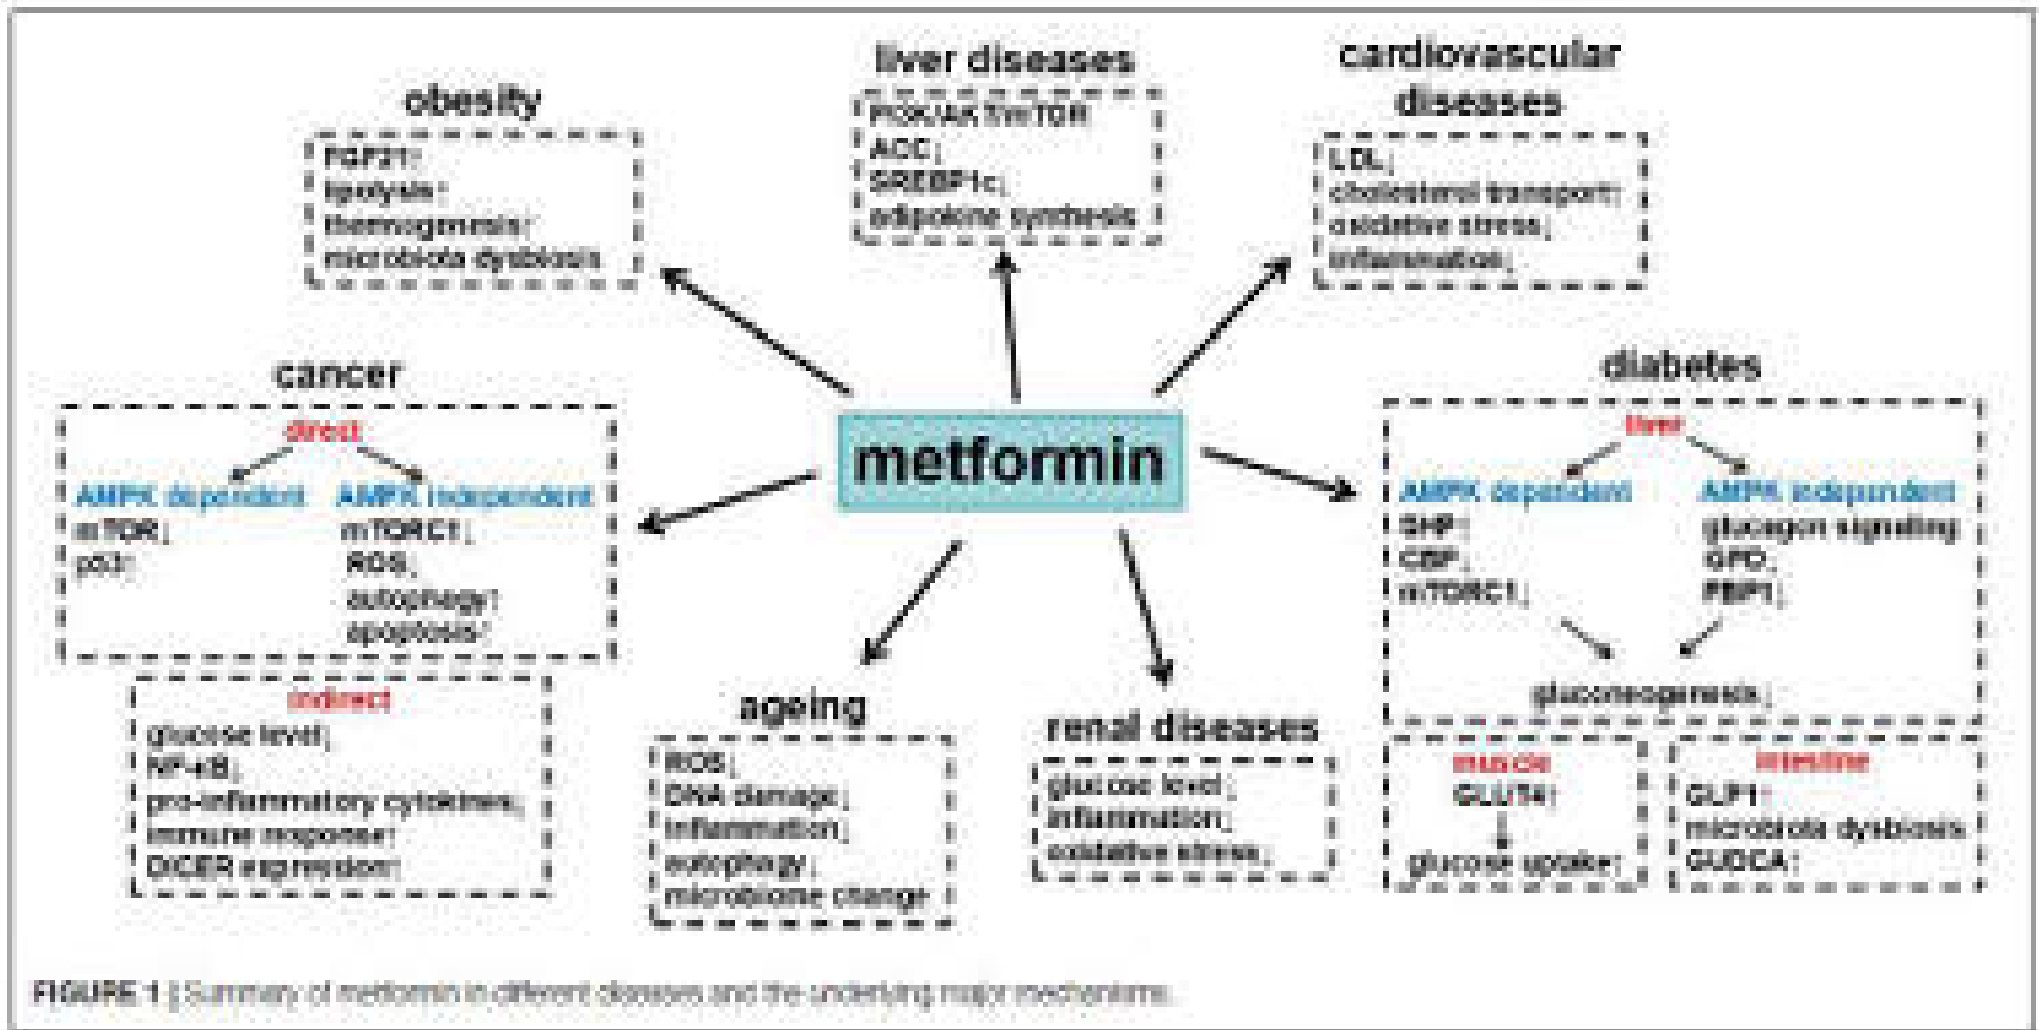 liver diseases
PI3K/AKT/mTOR
ACC↓
SREBP1c↓
adipokine synthesis
cardiovascular
diseases
LDL↓
cholesterol transport↑
oxidative stress↓
inflammation↓
obesity
FGF21↑
lipolysis↑
thermogenesis↑
microbiota dysbiosis
cancer
direct
AMPK dependent
mTOR↓
p53↑
AMPK independent
mTORC1↓
ROS↓
autophagy↑
apoptosis↑
indirect
glucose level↓
NF-κB↓
pro-inflammatory cytokines↓
immune response↑
DICER expression↑
metformin
ageing
ROS↓
DNA damage↓
inflammation↓
autophagy
microbiome change
renal diseases
glucose level↓
inflammation↓
oxidative stress↓
diabetes
liver
AMPK dependent
SHP↑
CBP↓
mTORC1↓
AMPK independent
glucagon signaling
GPD↓
FBP1↓
gluconeogenesis↓
muscle
GLUT4↑
glucose uptake↑
intestine
GLP1↑
microbiota dysbiosis
GUDCA↑
FIGURE 1 | Summary of metformin in different diseases and the underlying major mechanisms.